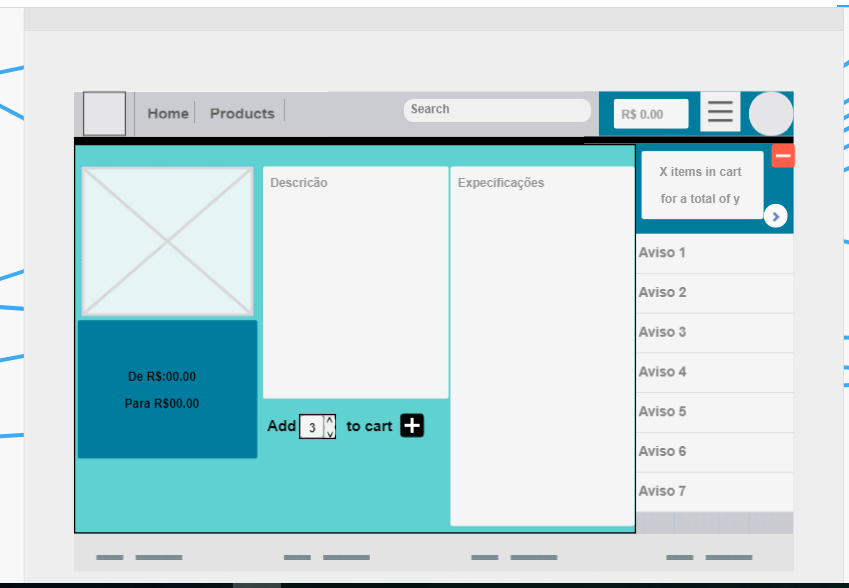 Home
Products
Search
R$ 0.00
X items in cart
for a total of y
Descricão
Expecificações
De R$:00.00
Para R$00.00
Add 3 to cart
Aviso 1
Aviso 2
Aviso 3
Aviso 4
Aviso 5
Aviso 6
Aviso 7